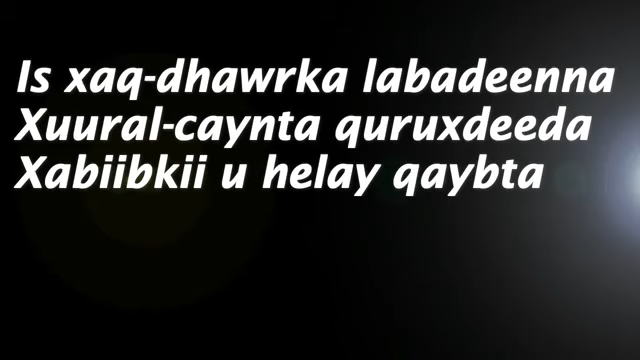 Is xaq-dhawrka labadeenna
Xuural-caynta quruxdeeda
Xabiibkii u helay qaybta